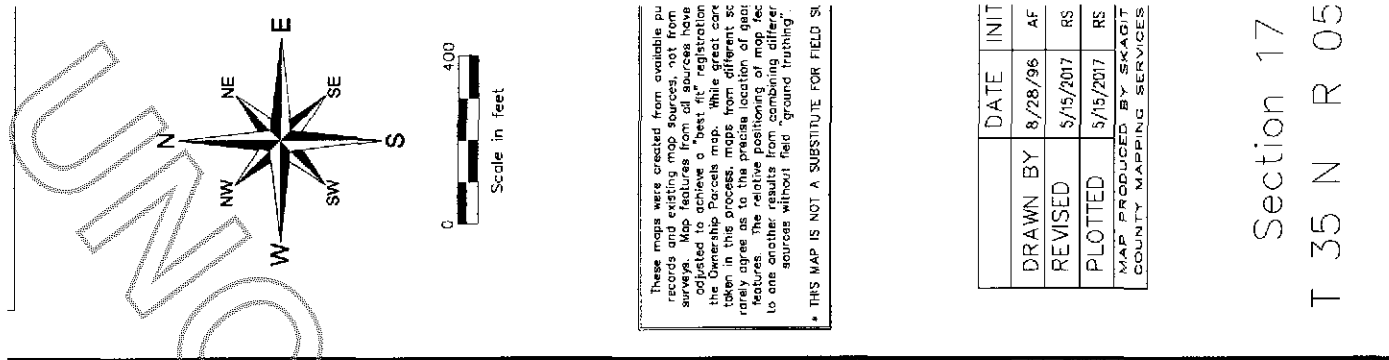 UNO
N
NE
E
SE
S
SW
W
NW
0 400
Scale in feet
These maps were created from available pu
records and existing map sources, not from
surveys. Map features from all sources have
adjusted to achieve a "best fit" registration
the Ownership Parcels map. While great care
taken in this process, maps from different sc
rarely agree as to the precise location of geog
features. The relative positioning of map fec
to one another results from combining differer
sources without field "ground truthing".
* THIS MAP IS NOT A SUBSTITUTE FOR FIELD SU
DATE INIT
DRAWN BY 8/28/96 AF
REVISED 5/15/2017 RS
PLOTTED 5/15/2017 RS
MAP PRODUCED BY SKAGIT
COUNTY MAPPING SERVICES
Section 17
T 35 N R 05